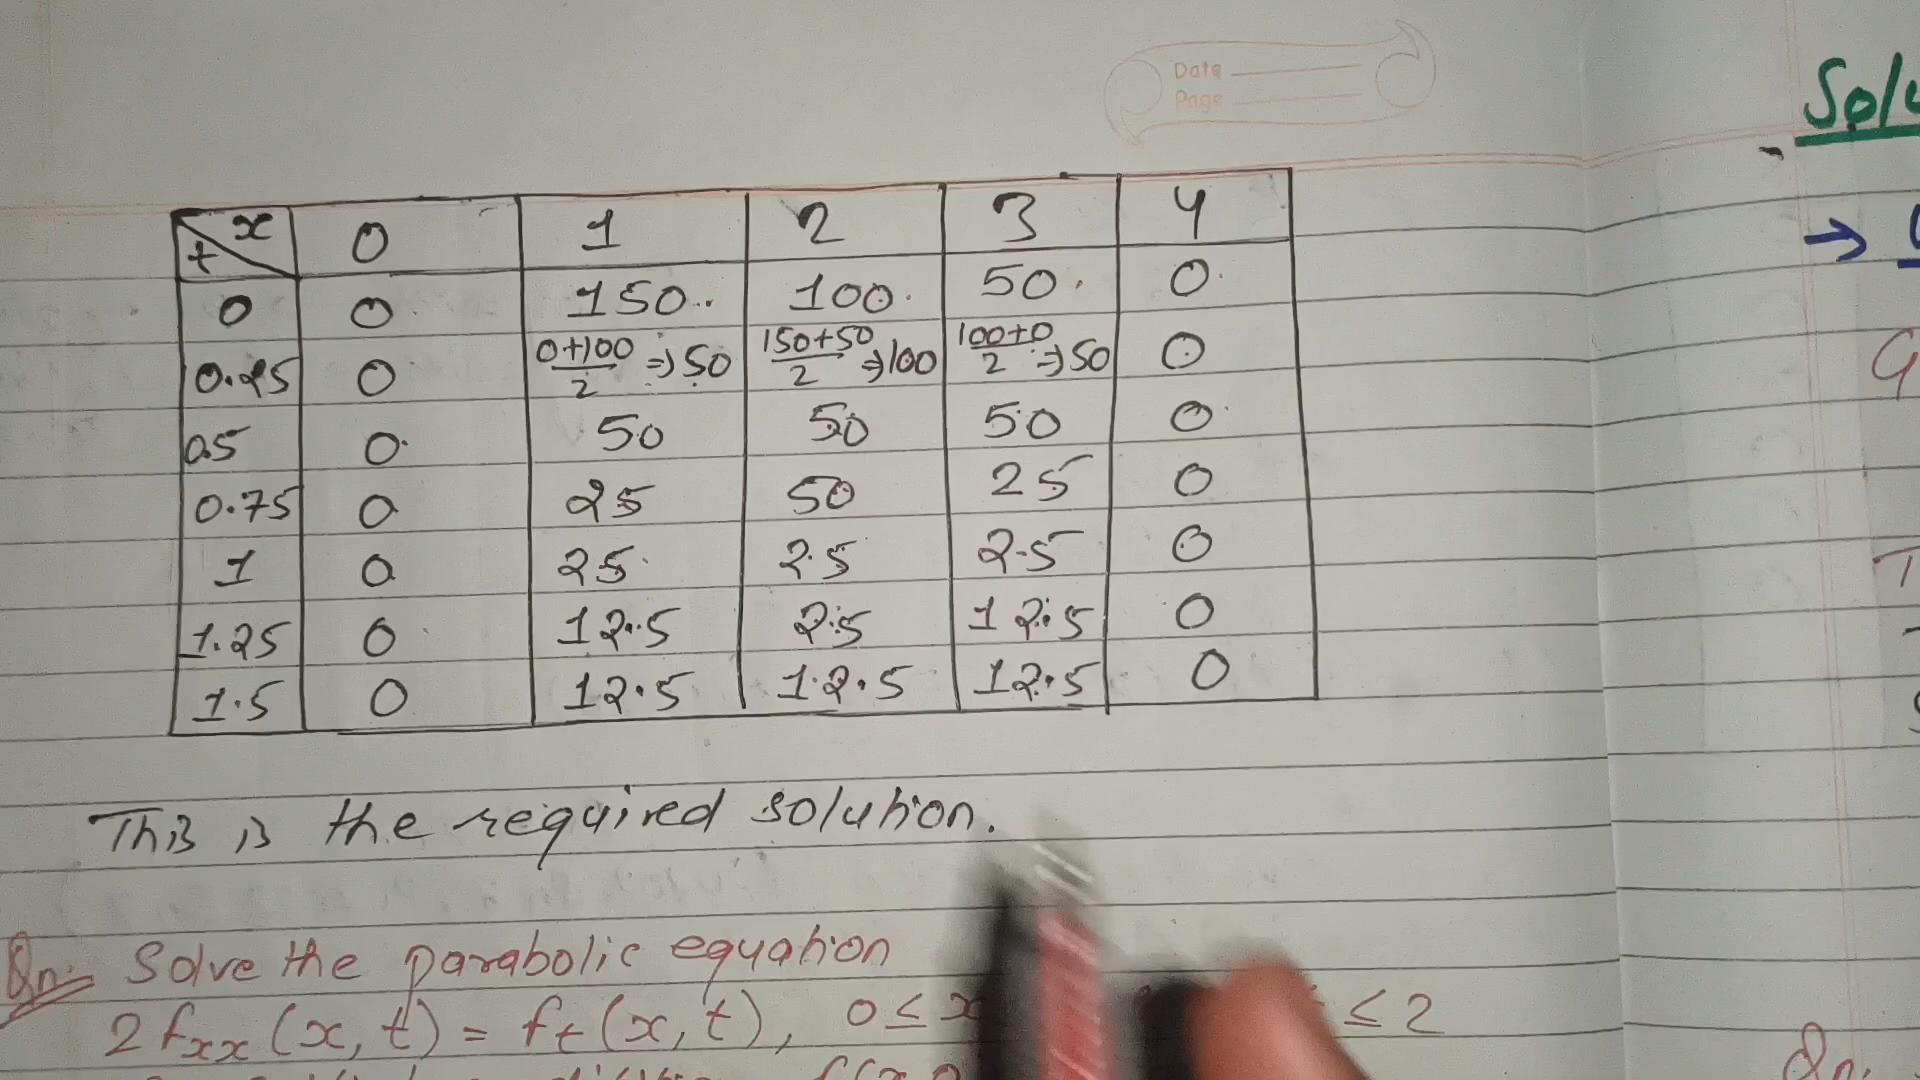 Data
Page
Solu
x
t 0 1 2 3 4
0 0 150.. 100. 50. 0.
0.25 0 0+100/2 ⇒ 50 150+50/2 ⇒ 100 100+0/2 ⇒ 50 0
0.5 0. 50 50 50 0
0.75 0 25 50 25 0
1 0 25. 25 25 0
1.25 0 12.5 25 12.5 0
1.5 0 12.5 12.5 12.5 0
This is the required solution.
Qn:- Solve the parabolic equation
2fxx (x, t) = ft (x, t), 0 ≤ x ≤ 2
Qn.